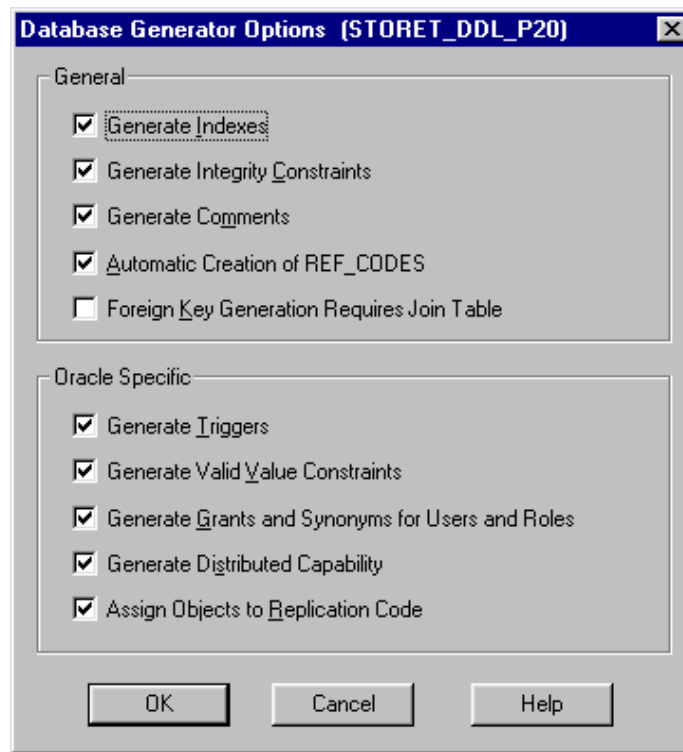 Database Generator Options (STORET_DDL_P20)
General
Generate Indexes
Generate Integrity Constraints
Generate Comments
Automatic Creation of REF_CODES
Foreign Key Generation Requires Join Table
Oracle Specific
Generate Triggers
Generate Valid Value Constraints
Generate Grants and Synonyms for Users and Roles
Generate Distributed Capability
Assign Objects to Replication Code
OK Cancel Help